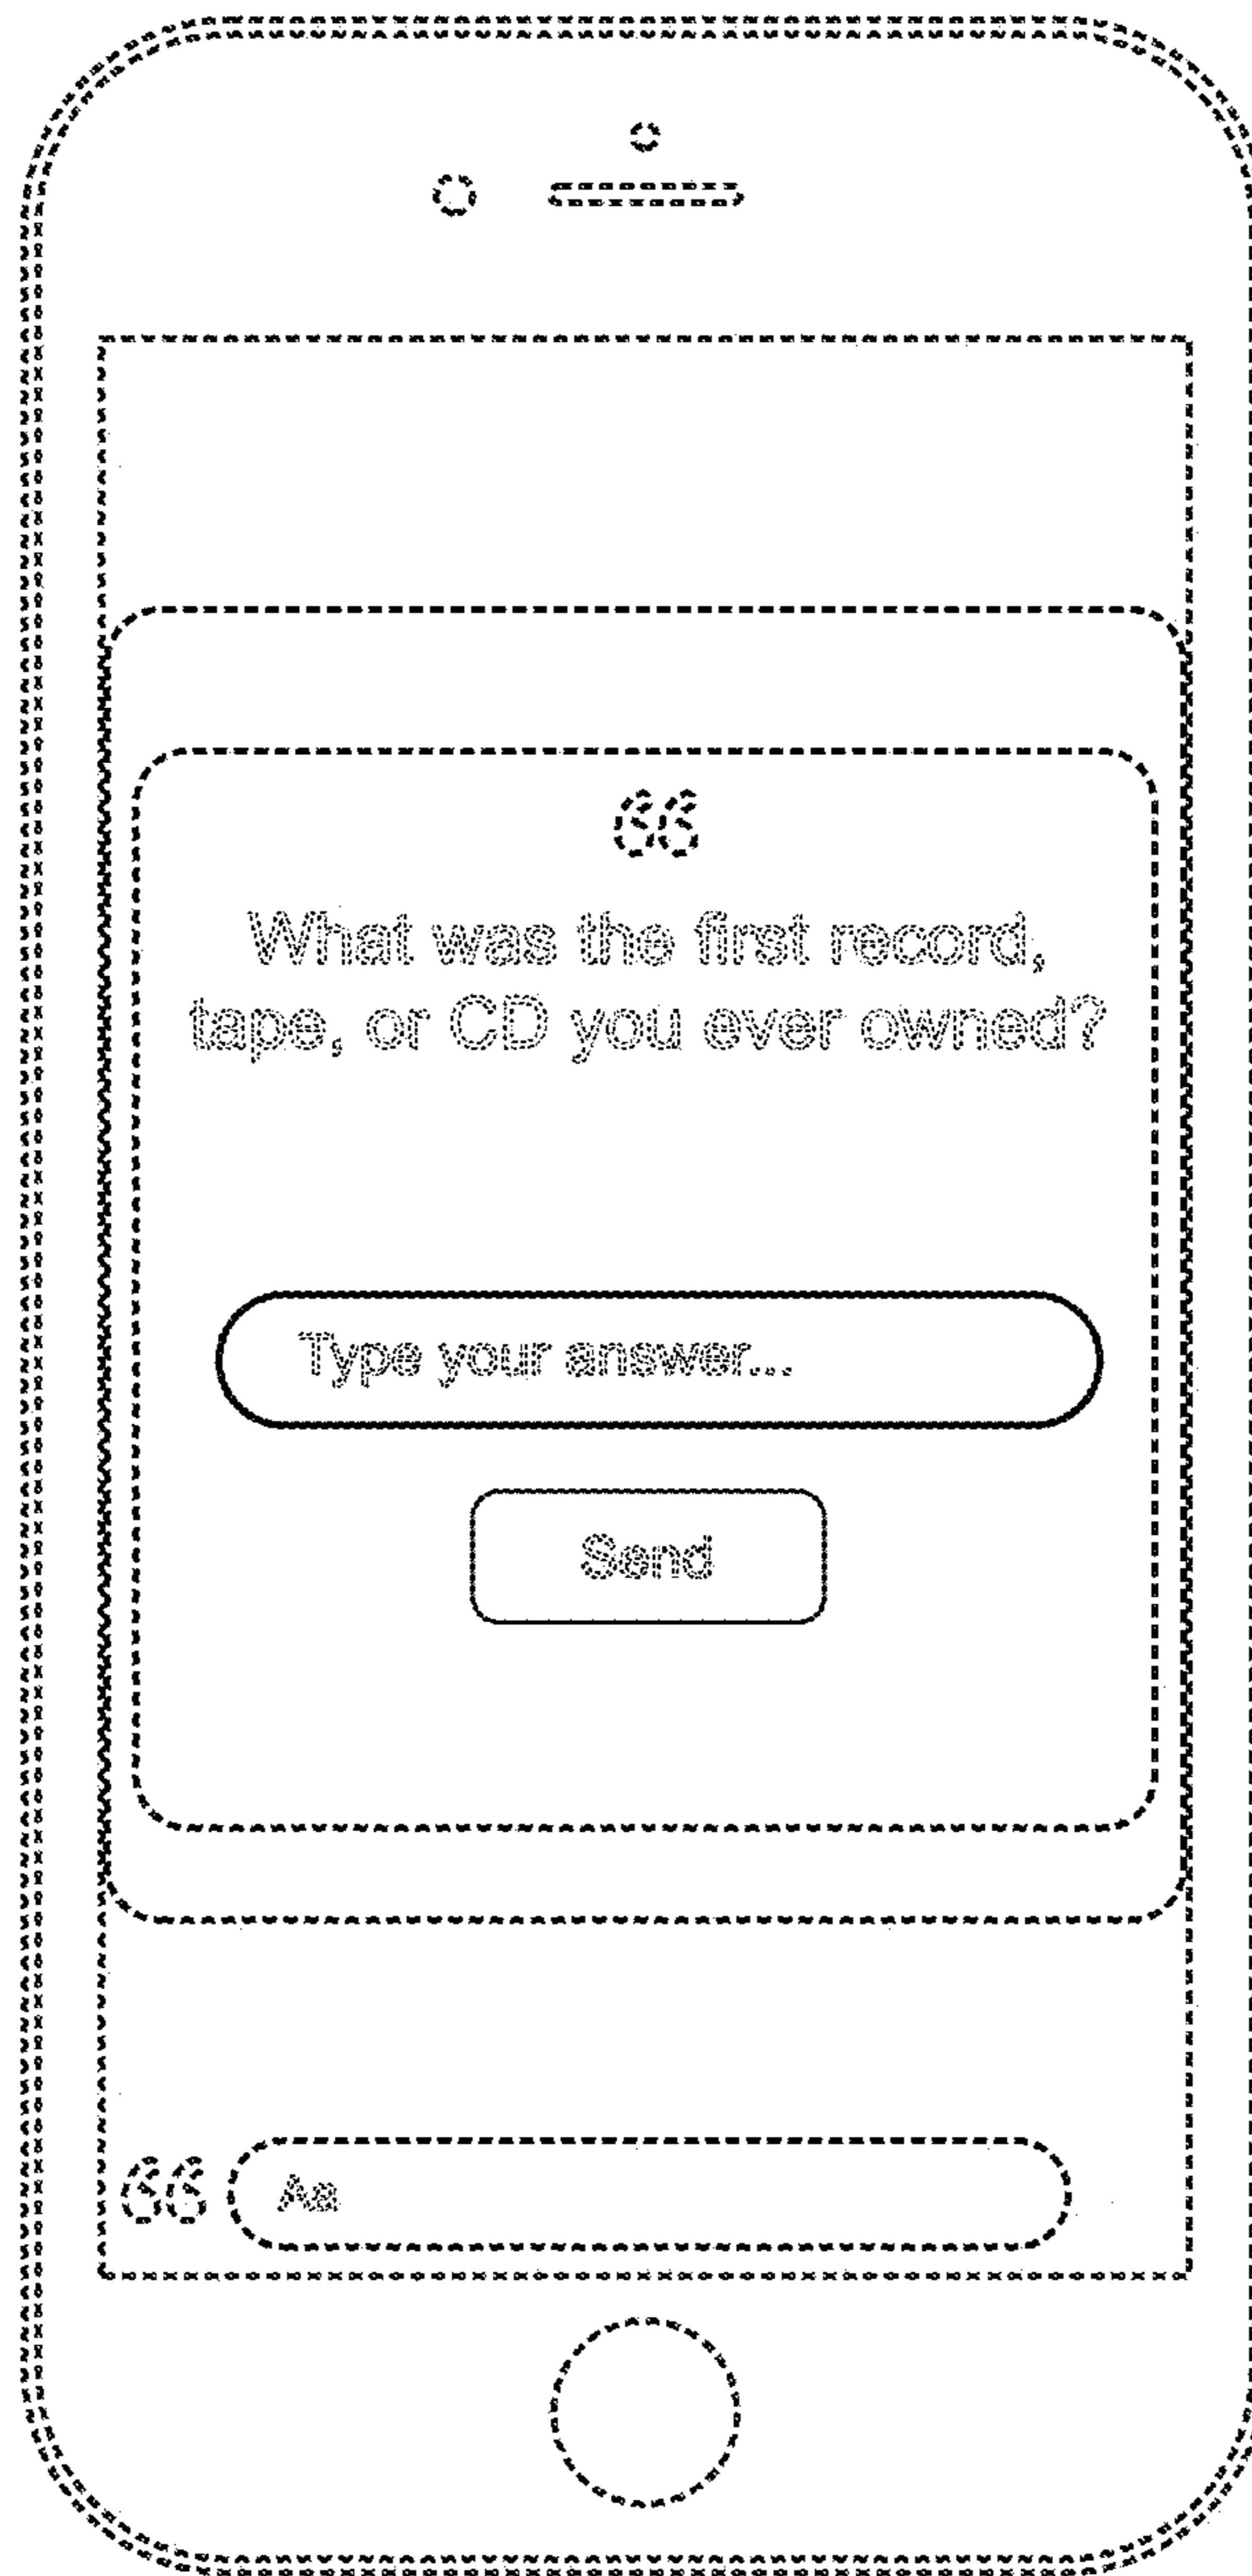 “
What was the first record,
tape, or CD you ever owned?
Type your answer...
Send
“ Aa